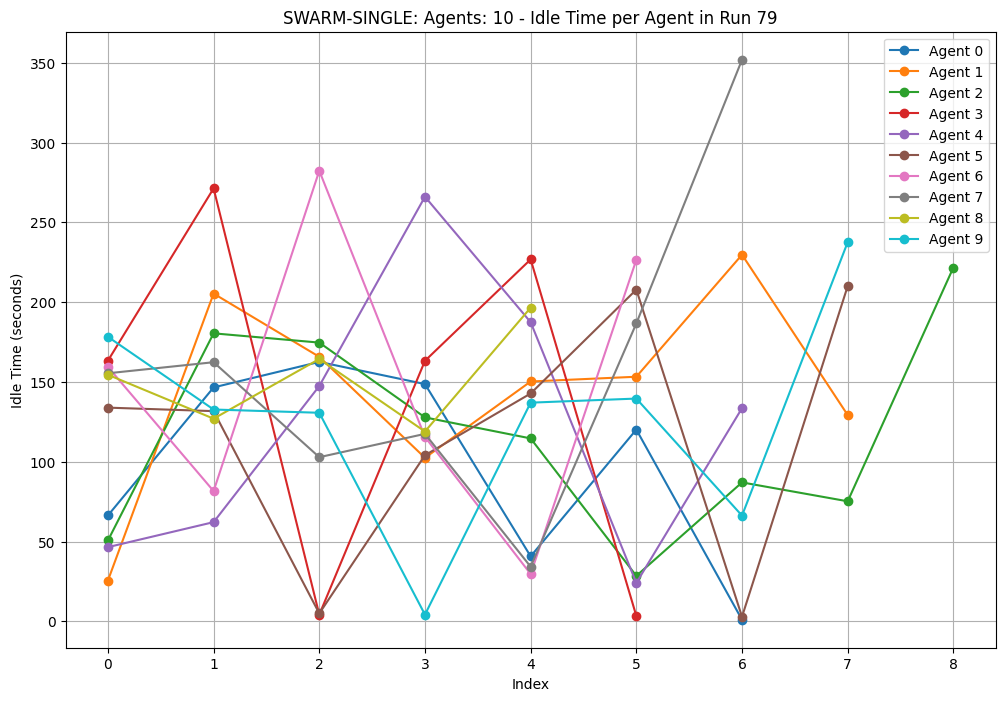 SWARM-SINGLE: Agents: 10 - Idle Time per Agent in Run 79
Idle Time (seconds)
350
300
250
200
150
100
50
0
0 1 2 3 4 5 6 7 8
Index
Agent 0
Agent 1
Agent 2
Agent 3
Agent 4
Agent 5
Agent 6
Agent 7
Agent 8
Agent 9